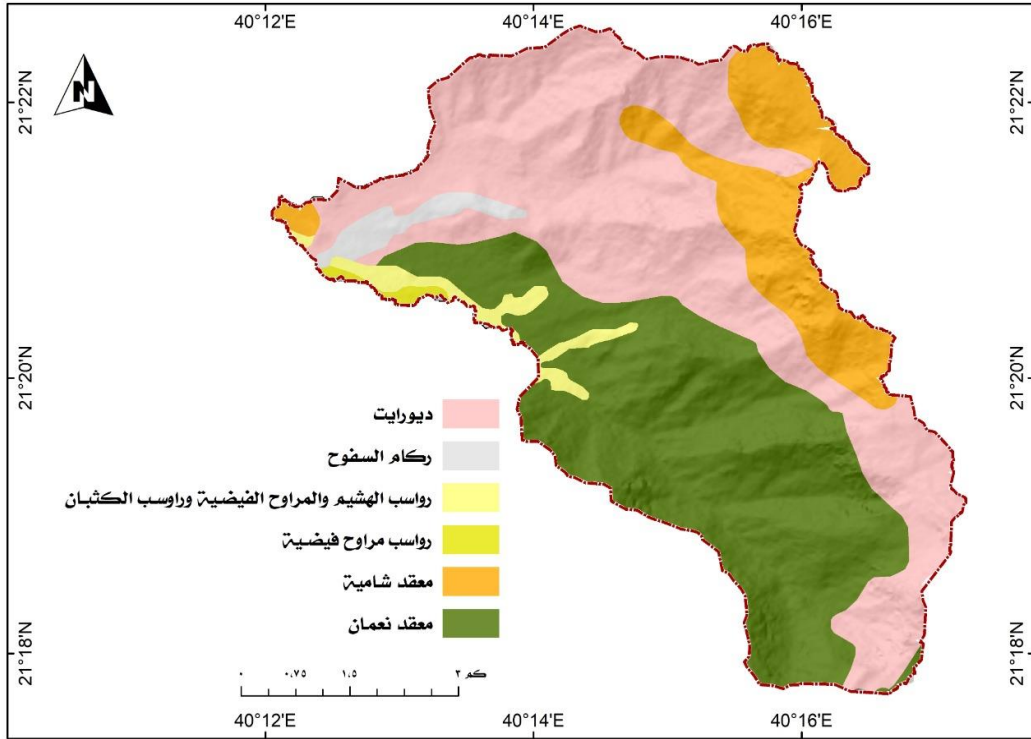 40°12'E 40°14'E 40°16'E
21°22'N 21°22'N
N
21°20'N 21°20'N
ديورايت
ركام السفوح
رواسب الهشيم والمراوح الفيضية وراوسب الكثبان
رواسب مراوح فيضية
معقد شامية
معقد نعمان
21°18'N 21°18'N
٠ ٠.٧٥ ١.٥ ٣ كم
40°12'E 40°14'E 40°16'E